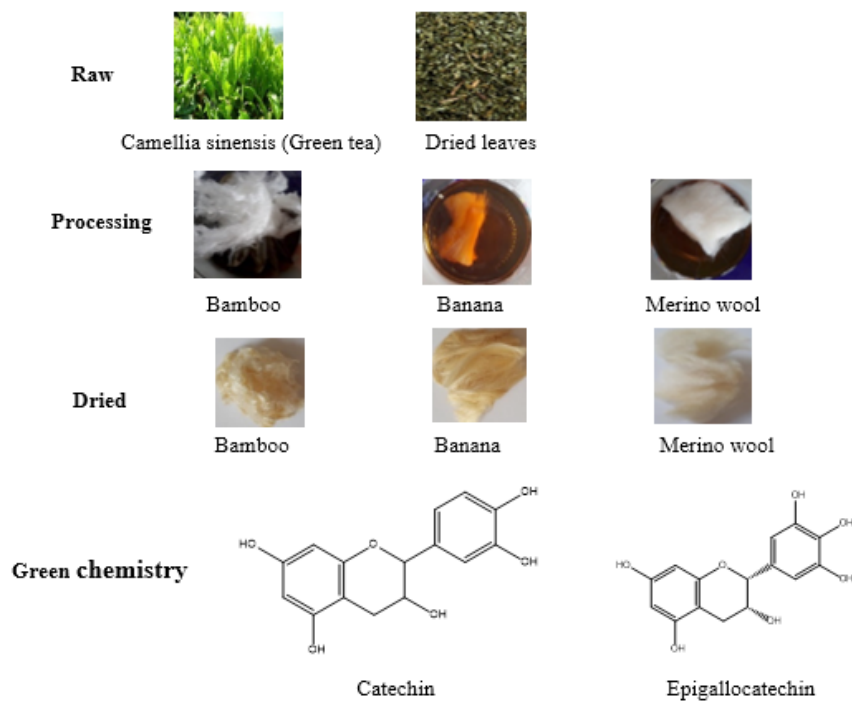 Raw
Camellia sinensis (Green tea) Dried leaves
Processing
Bamboo Banana Merino wool
Dried
Bamboo Banana Merino wool
OH
HO O OH
OH
OH
OH
OH
HO O OH
OH
OH
Green chemistry
Catechin Epigallocatechin